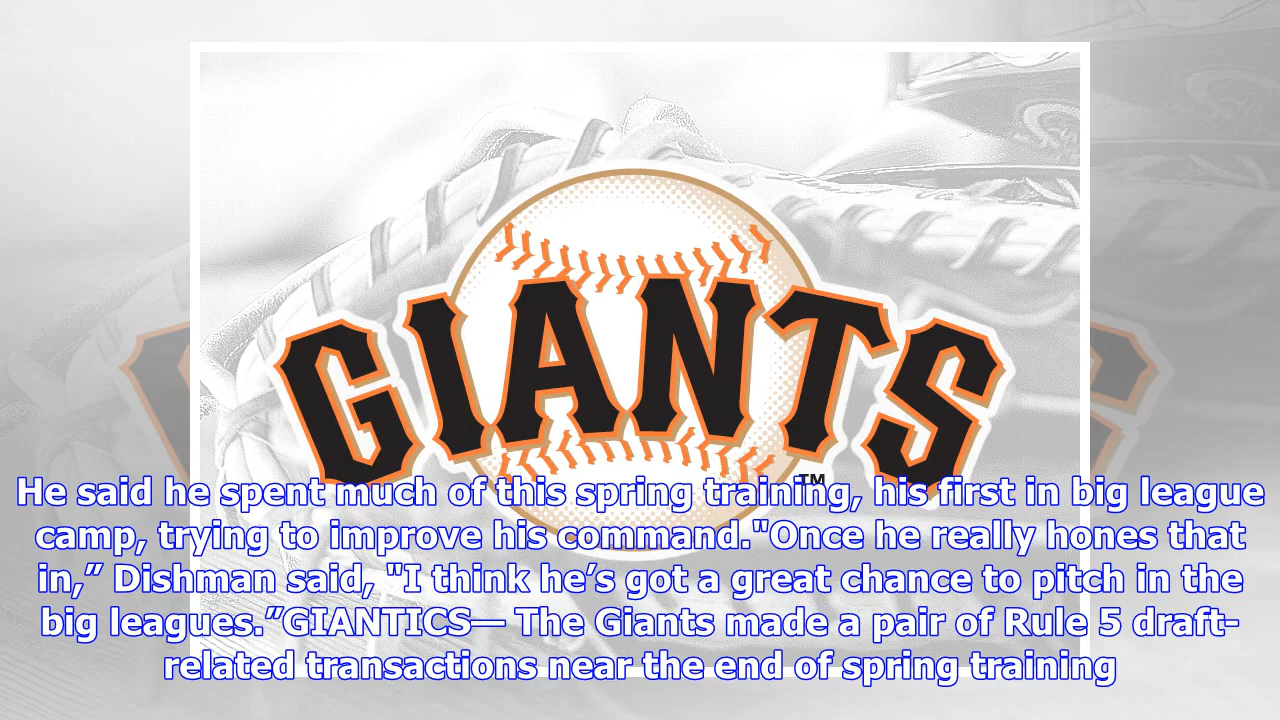 GIANTS
TM
He said he spent much of this spring training, his first in big league
camp, trying to improve his command."Once he really hones that
in,” Dishman said, "I think he’s got a great chance to pitch in the
big leagues.”GIANTICS— The Giants made a pair of Rule 5 draft-
related transactions near the end of spring training